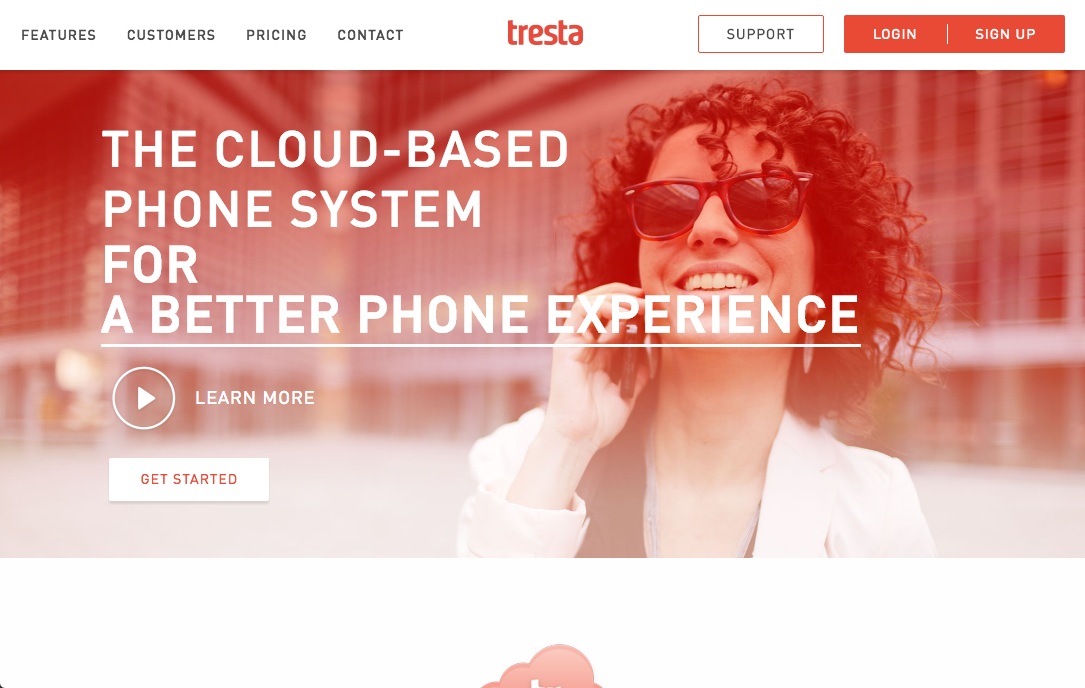 FEATURES CUSTOMERS PRICING CONTACT tresta SUPPORT LOGIN SIGN UP
THE CLOUD-BASED
PHONE SYSTEM
FOR
A BETTER PHONE EXPERIENCE
LEARN MORE
GET STARTED